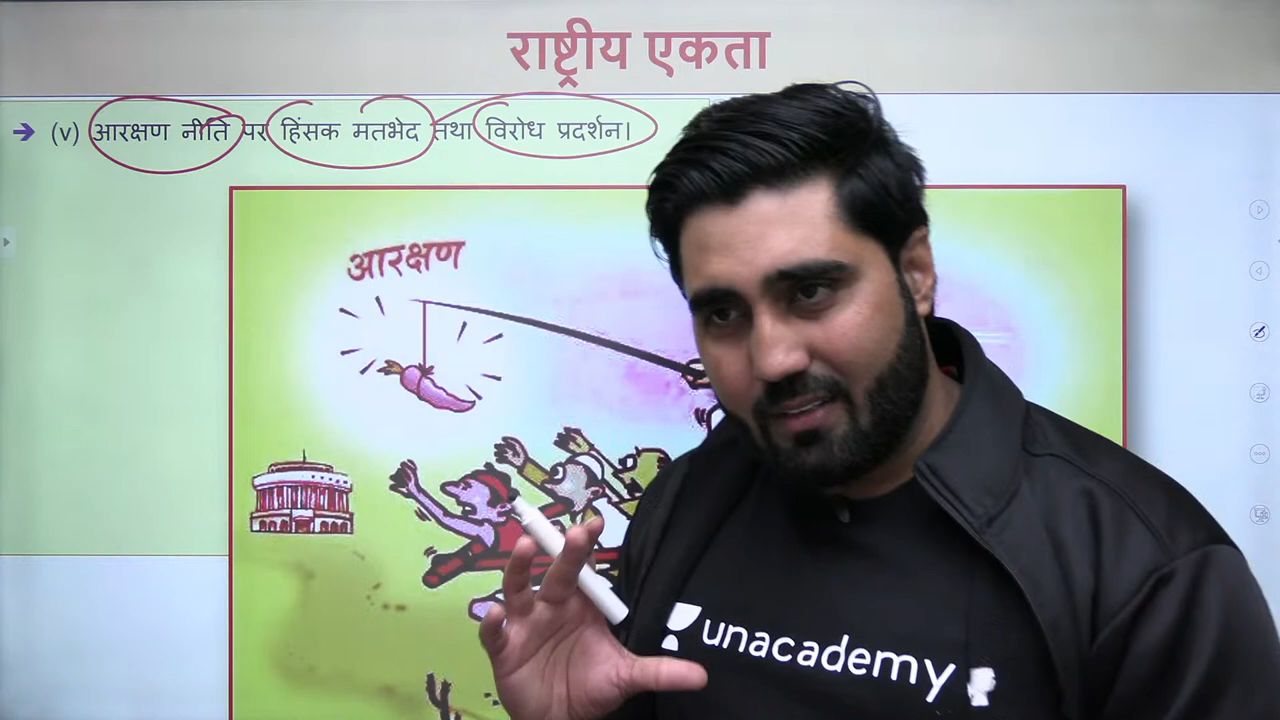 राष्ट्रीय एकता
➔ (v) आरक्षण नीति पर हिंसक मतभेद तथा विरोध प्रदर्शन।
आरक्षण
unacademy